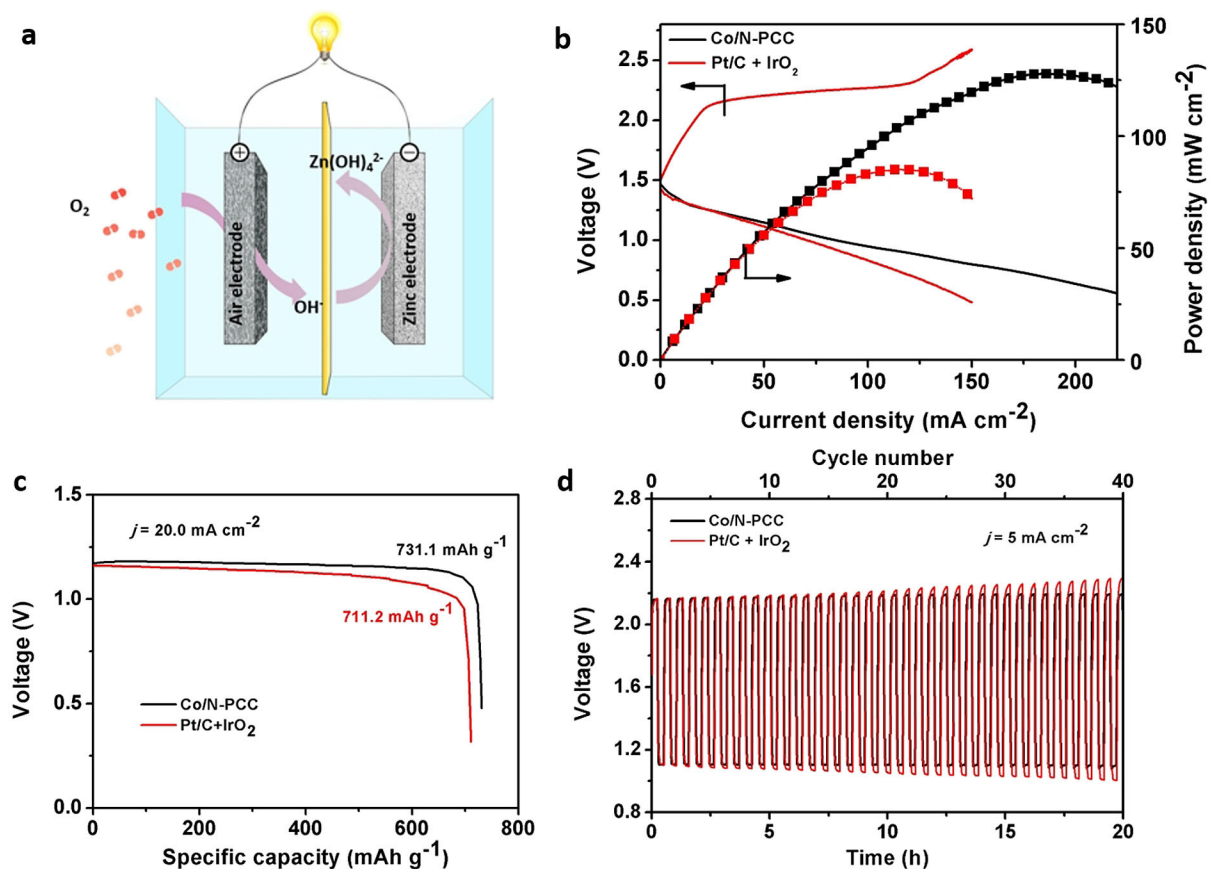 a
O2
Air electrode
OH-
Zn(OH)4 2-
Zinc electrode
+
−
b
Co/N-PCC
Pt/C + IrO2
Voltage (V)
2.5
2.0
1.5
1.0
0.5
0.0
0 50 100 150 200
Current density (mA cm-2)
150
100
50
0
Power density (mW cm-2)
c
j = 20.0 mA cm-2
731.1 mAh g-1
711.2 mAh g-1
Co/N-PCC
Pt/C+IrO2
Voltage (V)
1.5
1.0
0.5
0.0
0 200 400 600 800
Specific capacity (mAh g-1)
d
Cycle number
0 10 20 30 40
Co/N-PCC
Pt/C + IrO2
j = 5 mA cm-2
Voltage (V)
2.8
2.4
2.0
1.6
1.2
0.8
0 5 10 15 20
Time (h)